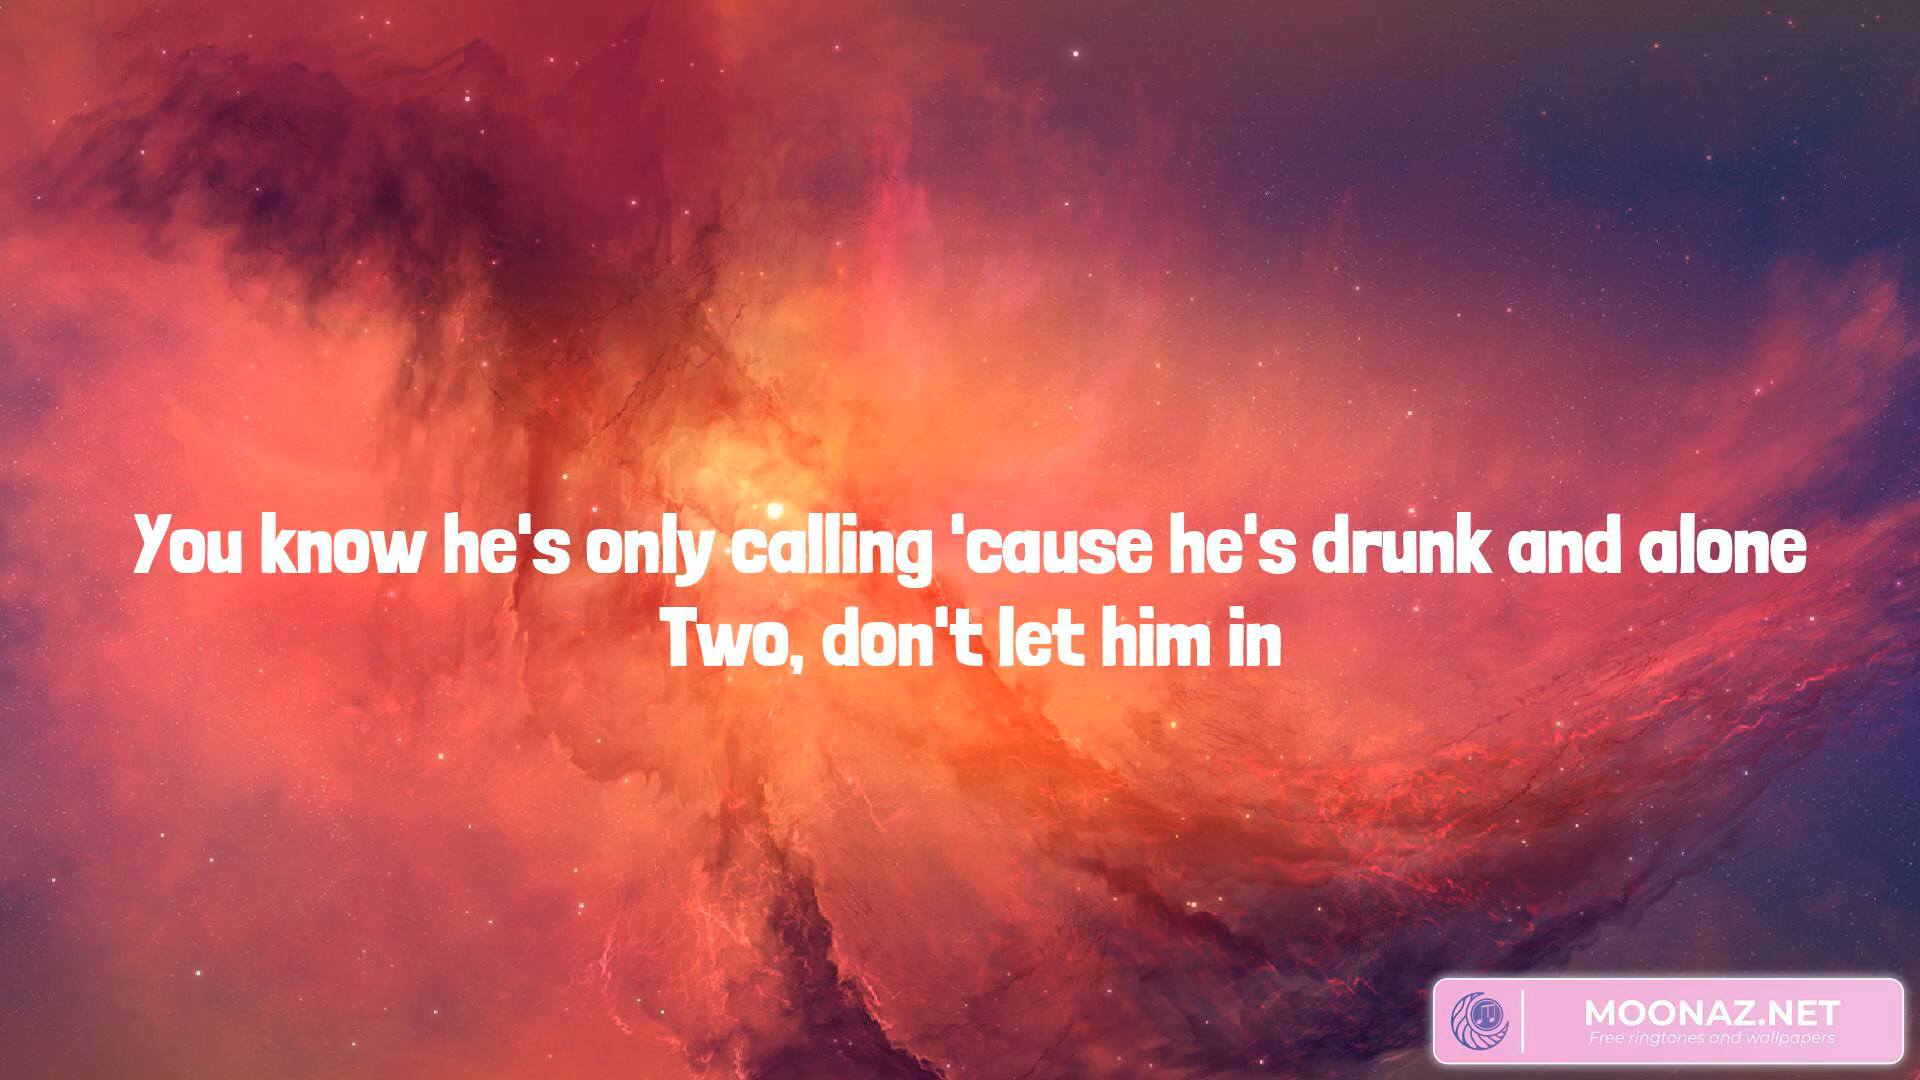 You know he's only calling 'cause he's drunk and alone
Two, don't let him in
MOONAZ.NET
Free ringtones and wallpapers